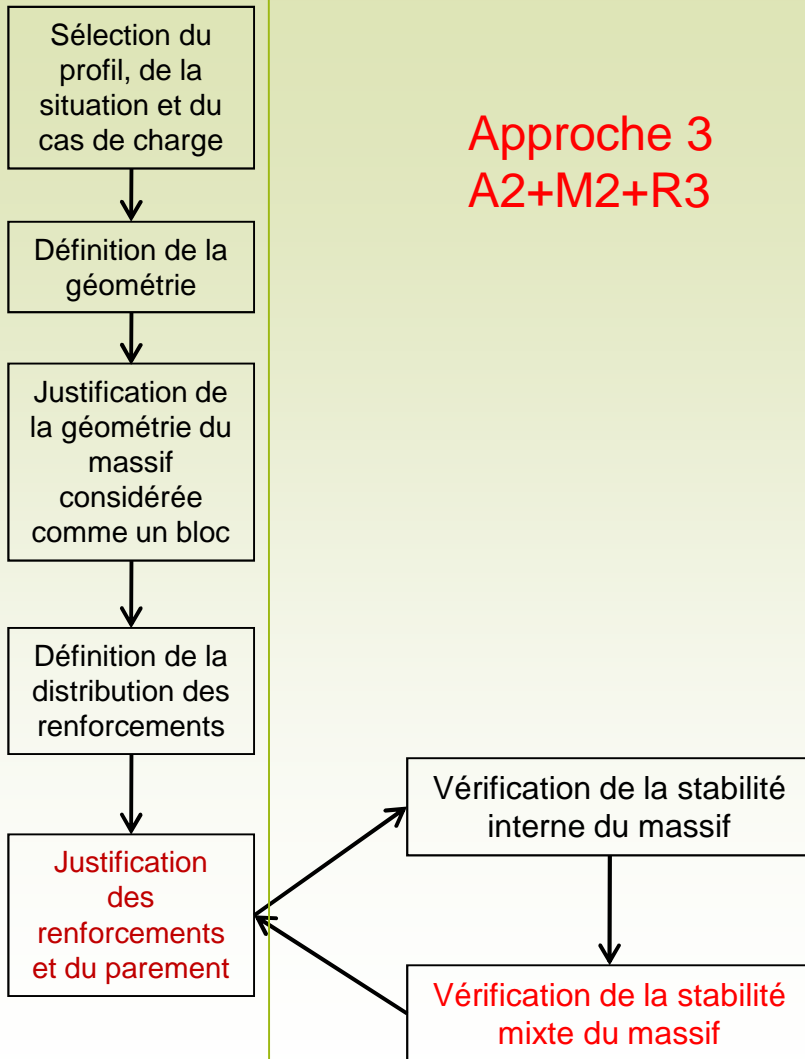 Sélection du
profil, de la
situation et du
cas de charge
Approche 3
A2+M2+R3
Définition de la
géométrie
Justification de
la géométrie du
massif
considérée
comme un bloc
Définition de la
distribution des
renforcements
Justification
des
renforcements
et du parement
Vérification de la stabilité
interne du massif
Vérification de la stabilité
mixte du massif